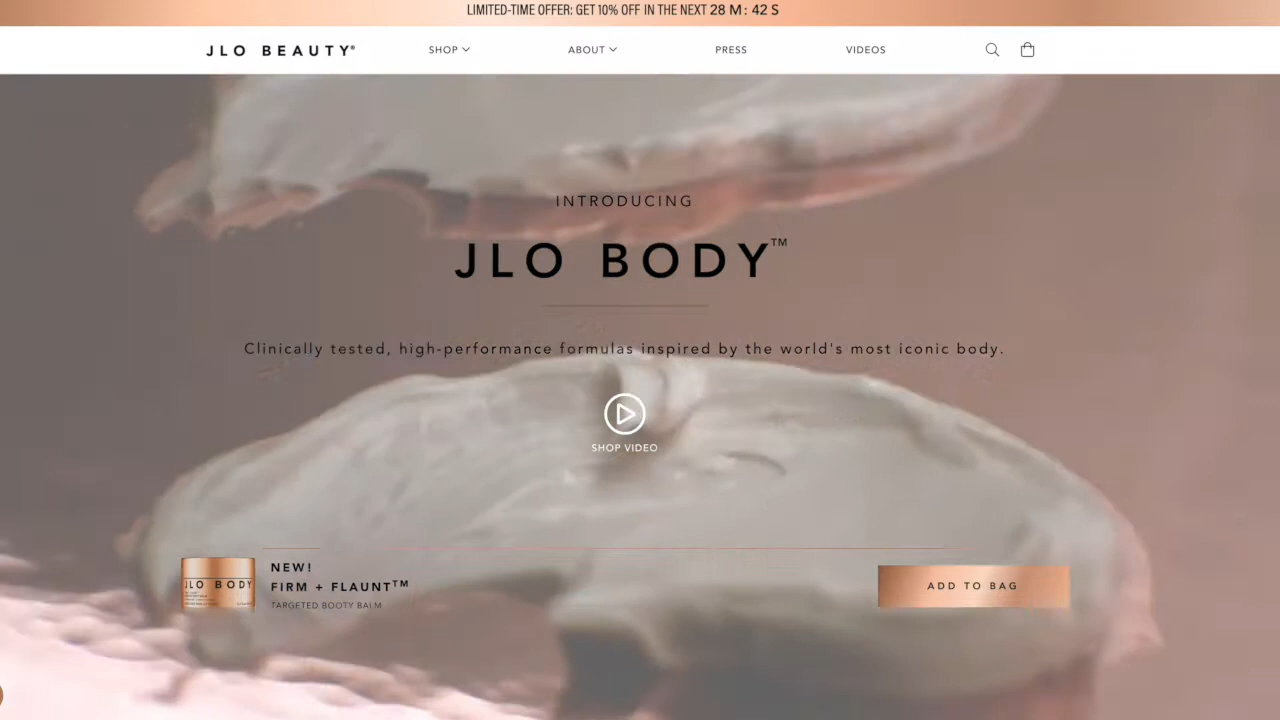 LIMITED-TIME OFFER: GET 10% OFF IN THE NEXT 28 M : 42 S
JLO BEAUTY®
SHOP
ABOUT
PRESS
VIDEOS
INTRODUCING
JLO BODY™
Clinically tested, high-performance formulas inspired by the world's most iconic body.
SHOP VIDEO
JLO BODY
NEW!
FIRM + FLAUNT™
TARGETED BOOTY BALM
ADD TO BAG